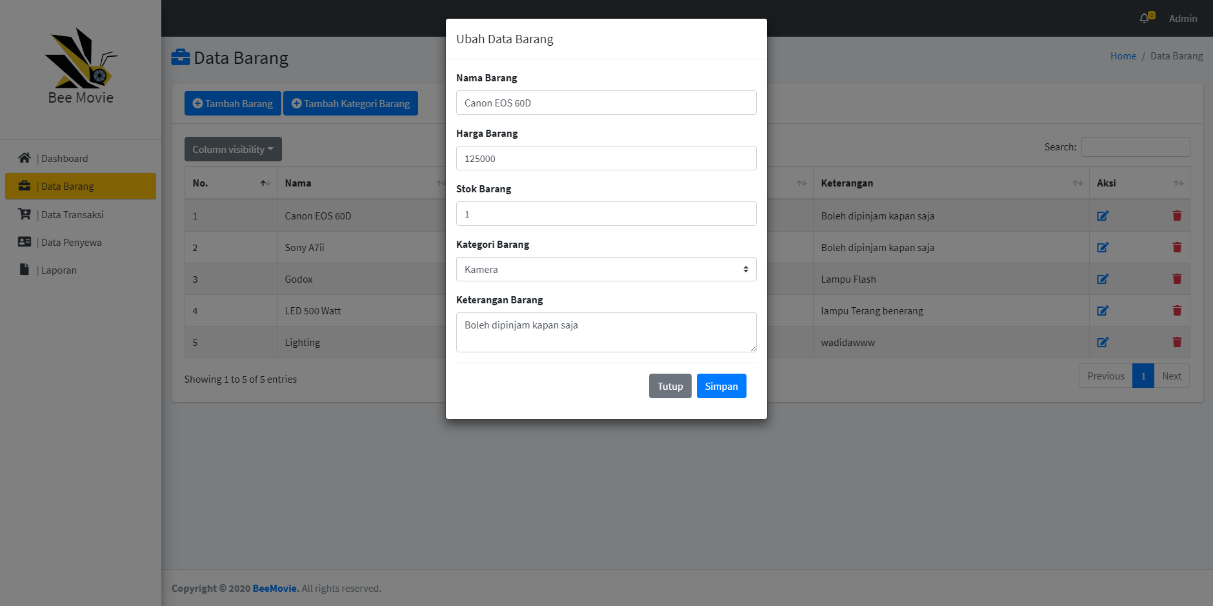 Ubah Data Barang
Nama Barang
Canon EOS 60D
Harga Barang
125000
Stok Barang
1
Kategori Barang
Kamera
Keterangan Barang
Boleh dipinjam kapan saja
Tutup Simpan
Bee Movie
| Dashboard
| Data Barang
| Data Transaksi
| Data Penyewa
| Laporan
Admin
Data Barang
Home / Data Barang
Tambah Barang Tambah Kategori Barang
Column visibility
Search:
No. Nama Keterangan Aksi
1 Canon EOS 60D Boleh dipinjam kapan saja
2 Sony A7ii Boleh dipinjam kapan saja
3 Godox Lampu Flash
4 LED 500 Watt lampu Terang benerang
5 Lighting wadidawww
Showing 1 to 5 of 5 entries
Previous 1 Next
Copyright © 2020 BeeMovie. All rights reserved.